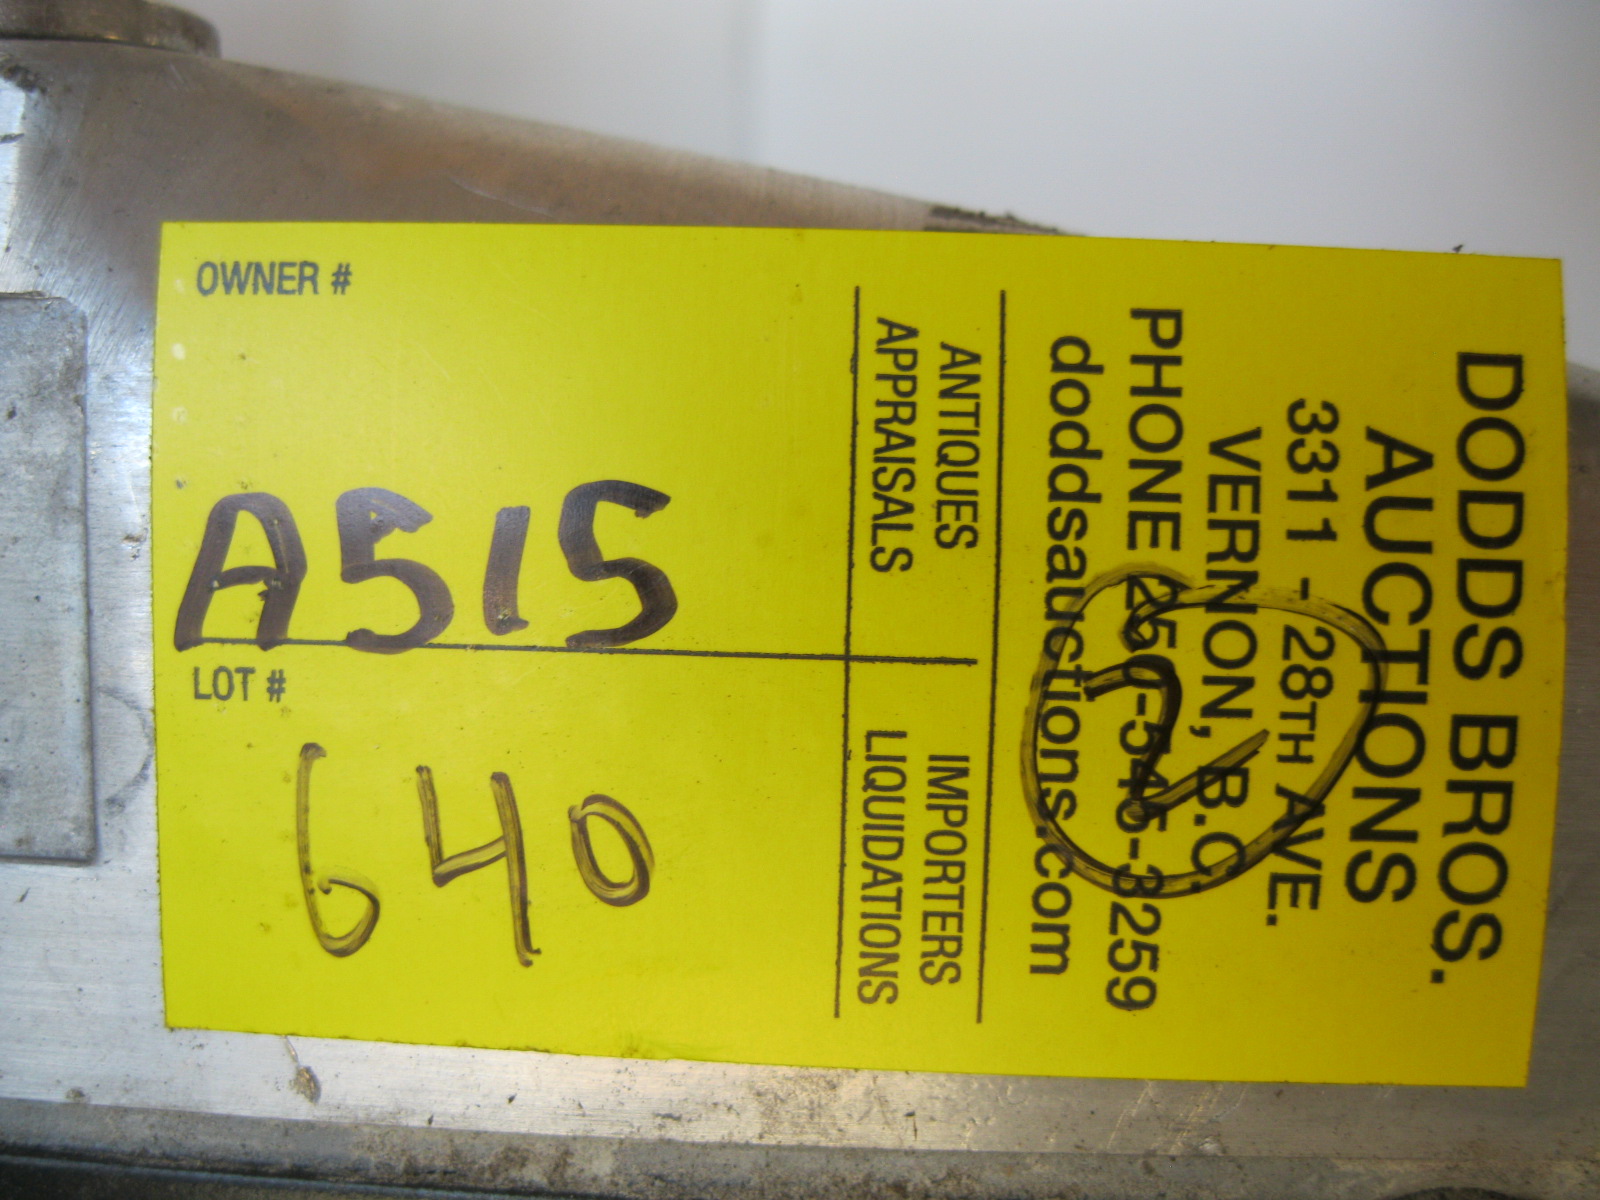 DODDS BROS.
AUCTIONS
3311 - 28TH AVE.
VERNON, B.C.
PHONE 250-545-3259
doddsauctions.com
ANTIQUES
APPRAISALS
IMPORTERS
LIQUIDATIONS
OWNER #
A515
LOT #
640